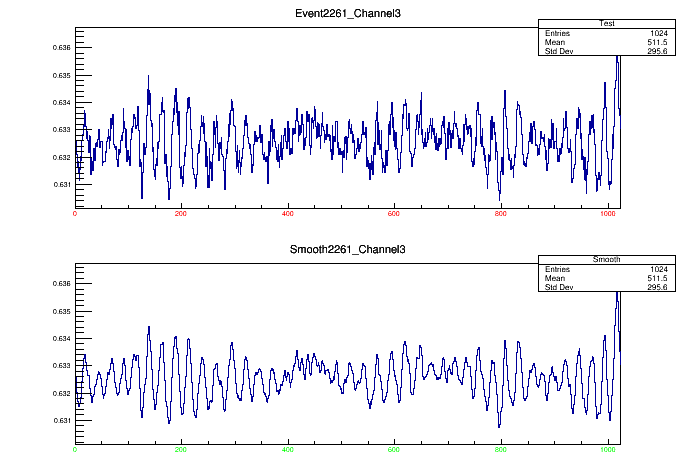 Event2261_Channel3
Test
Entries 1024
Mean 511.5
Std Dev 295.6
0.636
0.635
0.634
0.633
0.632
0.631
0 200 400 600 800 1000
Smooth2261_Channel3
Smooth
Entries 1024
Mean 511.5
Std Dev 295.6
0.636
0.635
0.634
0.633
0.632
0.631
0 200 400 600 800 1000